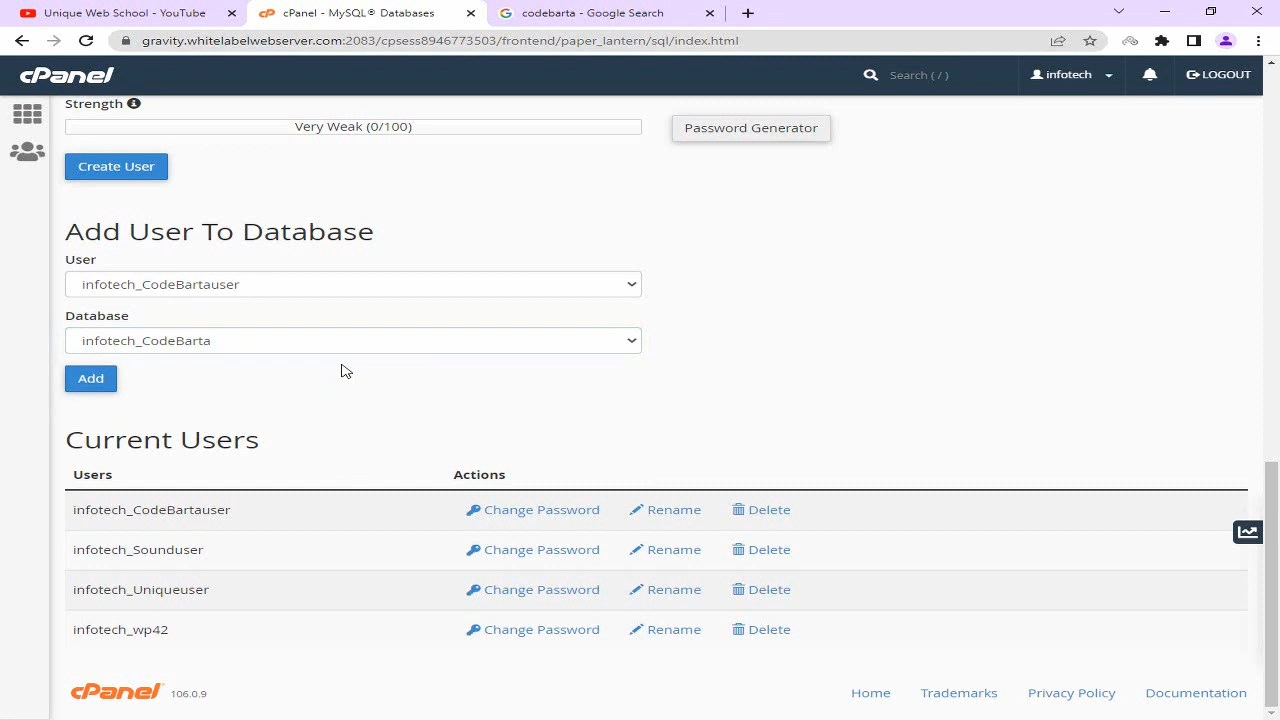 Unique Web School - YouTube
cPanel - MySQL® Databases
codebarta - Google Search
gravity.whitelabelwebserver.com:2083/cpsess8946773503/frontend/paper_lantern/sql/index.html
cPanel
Search ( / )
infotech
LOGOUT
Strength
Very Weak (0/100)
Password Generator
Create User
Add User To Database
User
infotech_CodeBartauser
Database
infotech_CodeBarta
Add
Current Users
Users Actions
infotech_CodeBartauser Change Password Rename Delete
infotech_Sounduser Change Password Rename Delete
infotech_Uniqueuser Change Password Rename Delete
infotech_wp42 Change Password Rename Delete
cPanel 106.0.9 Home Trademarks Privacy Policy Documentation